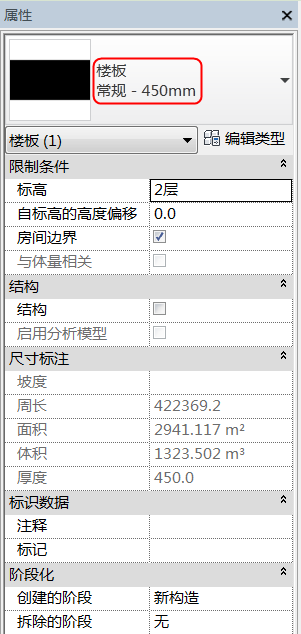 属性
楼板
常规 - 450mm
楼板 (1)
编辑类型
限制条件
标高 2层
自标高的高度偏移 0.0
房间边界
与体量相关
结构
结构
启用分析模型
尺寸标注
坡度
周长 422369.2
面积 2941.117 m²
体积 1323.502 m³
厚度 450.0
标识数据
注释
标记
阶段化
创建的阶段 新构造
拆除的阶段 无